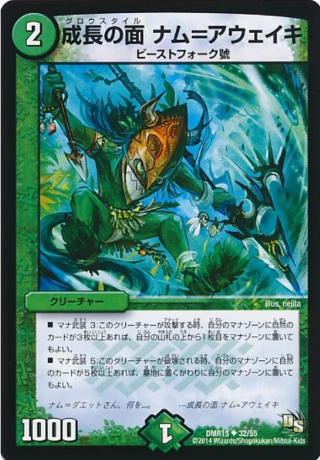 2
グロウスタイル
成長の面 ナム=アウェイキ
ビーストフォーク號
illus. nejita
クリーチャー
■ マナ武装 3:このクリーチャーが攻撃する時、自分のマナゾーンに自然
のカードが3枚以上あれば、自分の山札の上から1枚目をマナゾーンに置いて
もよい。
■ マナ武装 5:このクリーチャーが破壊された時、自分のマナゾーンに自然の
カードが5枚以上あれば、墓地に置くかわりに自分のマナゾーンに置いても
よい。
ナム=ダエッドさん、何を…。 ---成長の面 ナム=アウェイキ
1000
1
DMR15 ◆ 32/55
©2014 Wizards/Shogakukan/Mitsui-Kids
DS